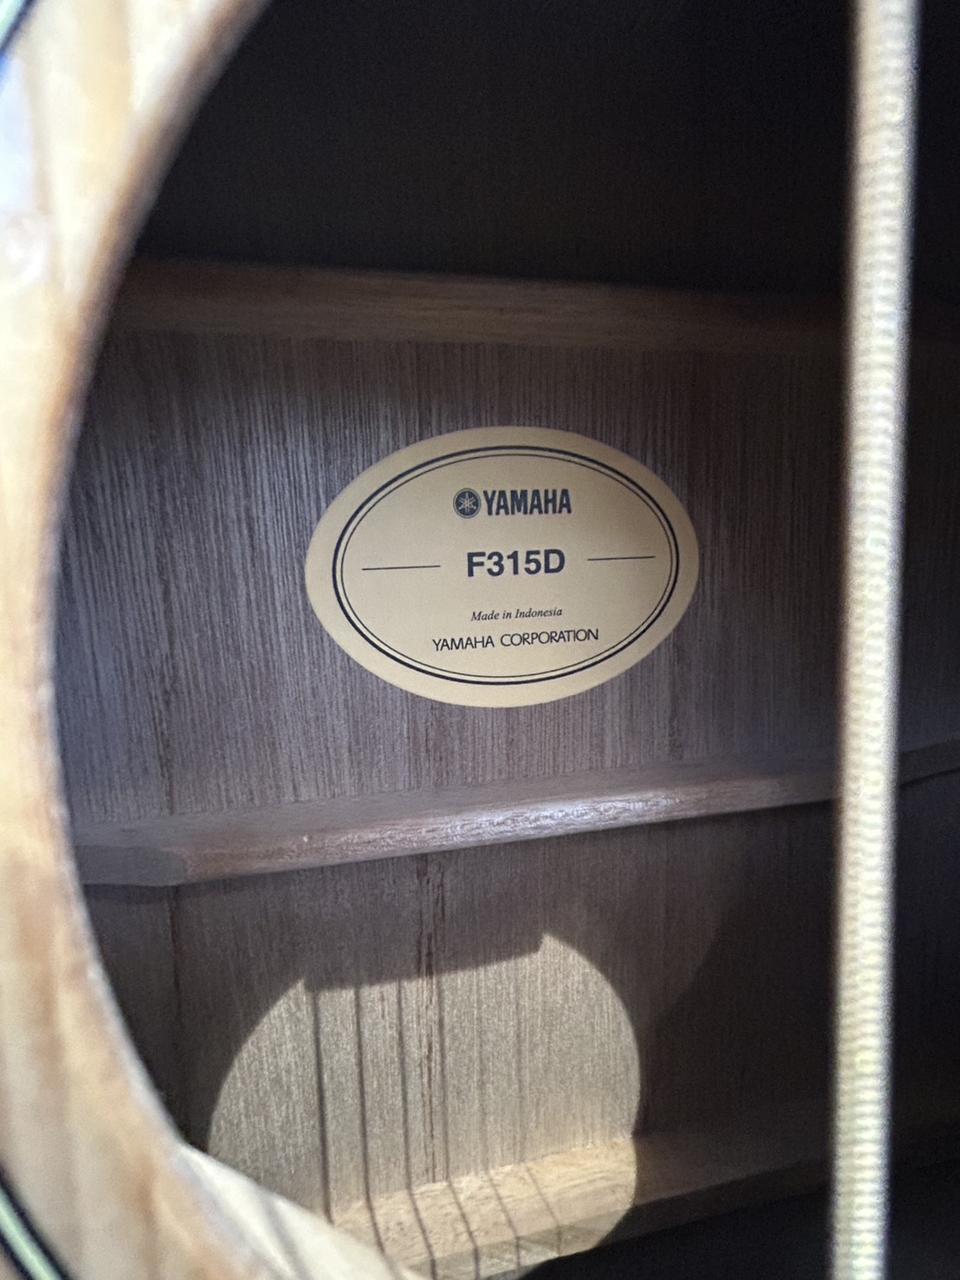 YAMAHA
F315D
Made in Indonesia
YAMAHA CORPORATION